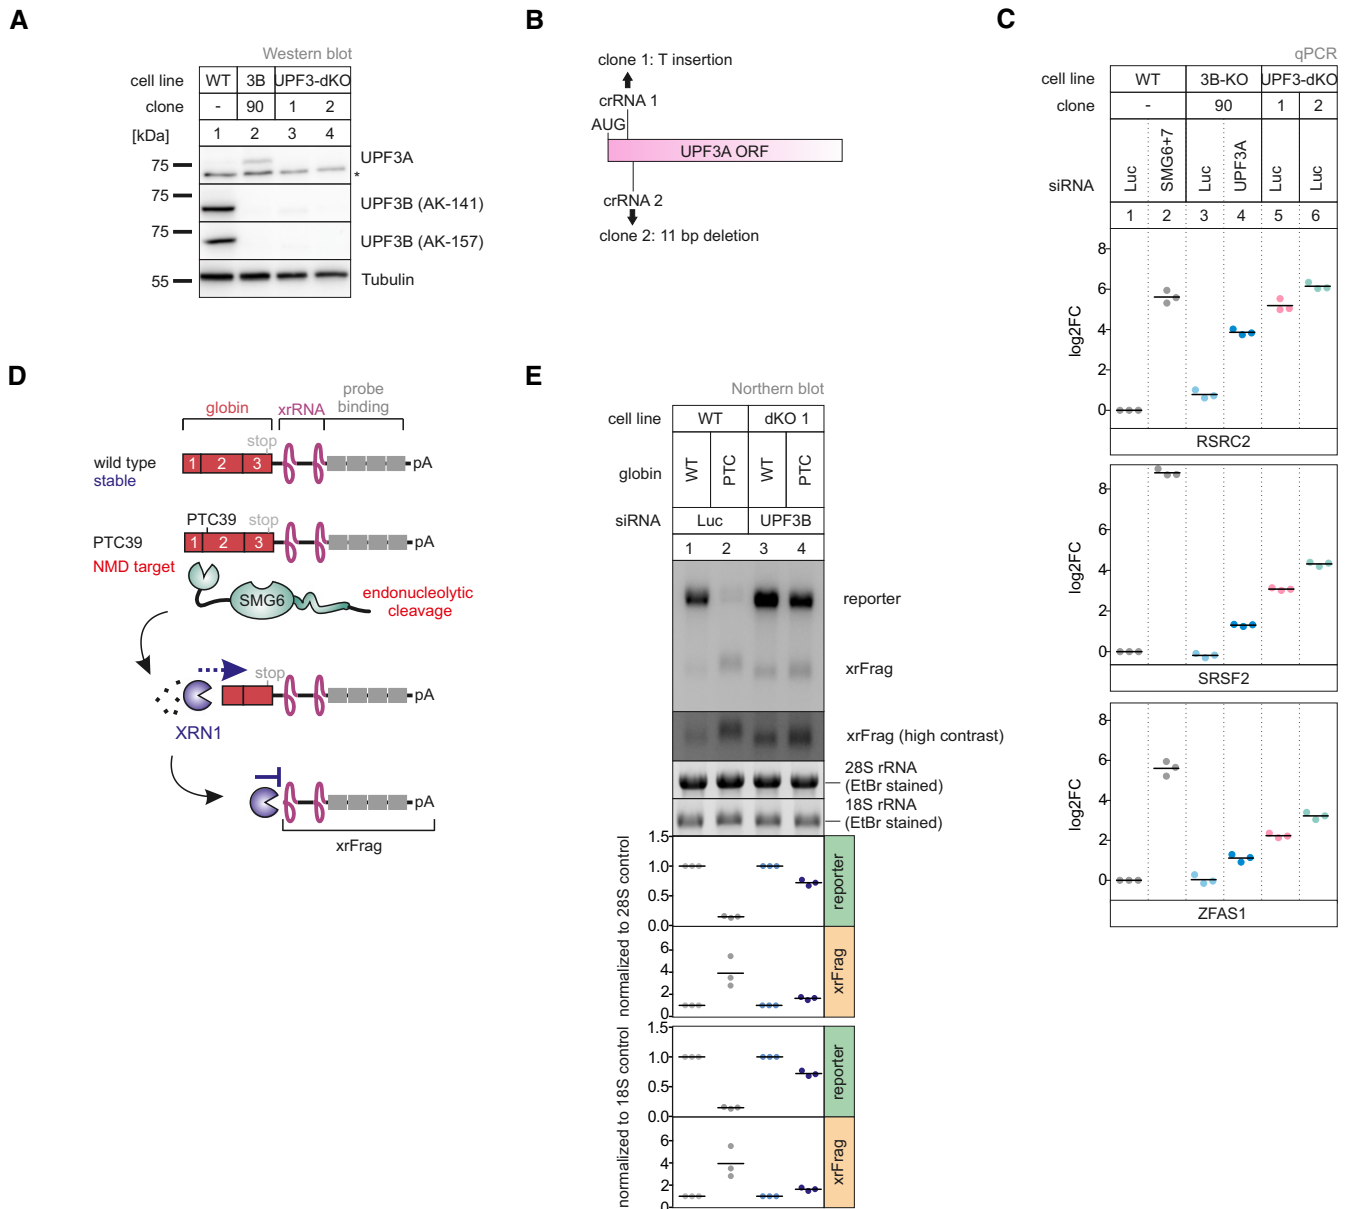 A
Western blot
cell line WT 3B UPF3-dKO
clone - 90 1 2
[kDa] 1 2 3 4
75 UPF3A
*
75 UPF3B (AK-141)
75 UPF3B (AK-157)
55 Tubulin
B
clone 1: T insertion
crRNA 1
AUG
UPF3A ORF
crRNA 2
clone 2: 11 bp deletion
C
qPCR
cell line WT 3B-KO UPF3-dKO
clone - 90 1 2
siRNA Luc SMG6+7 Luc UPF3A Luc Luc
1 2 3 4 5 6
log2FC
8
6
4
2
0
RSRC2
log2FC
8
6
4
2
0
SRSF2
log2FC
8
6
4
2
0
ZFAS1
D
globin xrRNA probe binding
stop
wild type 1 2 3 pA
stable
PTC39 stop
PTC39 1 2 3 pA
NMD target
SMG6
endonucleolytic
cleavage
stop
pA
XRN1
pA
xrFrag
E
Northern blot
cell line WT dKO 1
globin WT PTC WT PTC
siRNA Luc UPF3B
1 2 3 4
reporter
xrFrag
xrFrag (high contrast)
28S rRNA
(EtBr stained)
18S rRNA
(EtBr stained)
normalized to 28S control
1.5
1.0
0.5
0.0
reporter
6
4
2
0
xrFrag
normalized to 18S control
1.5
1.0
0.5
0.0
reporter
6
4
2
0
xrFrag